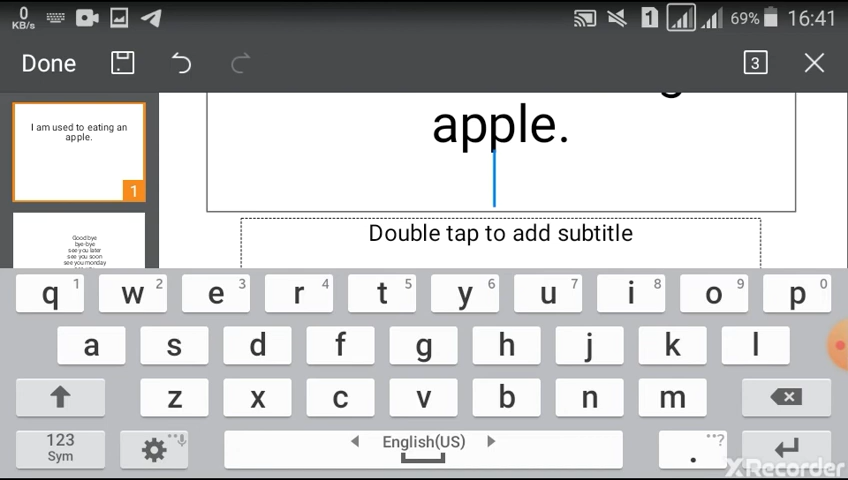 0
KB/s
1
69%
16:41
Done
3
I am used to eating an
apple.
1
Good bye
bye-bye
see you later
see you soon
see you monday
apple.
Double tap to add subtitle
q 1 w 2 e 3 r 4 t 5 y 6 u 7 i 8 o 9 p 0
a s d f g h j k l
z x c v b n m
123
Sym
English(US)
. ?
XRecorder